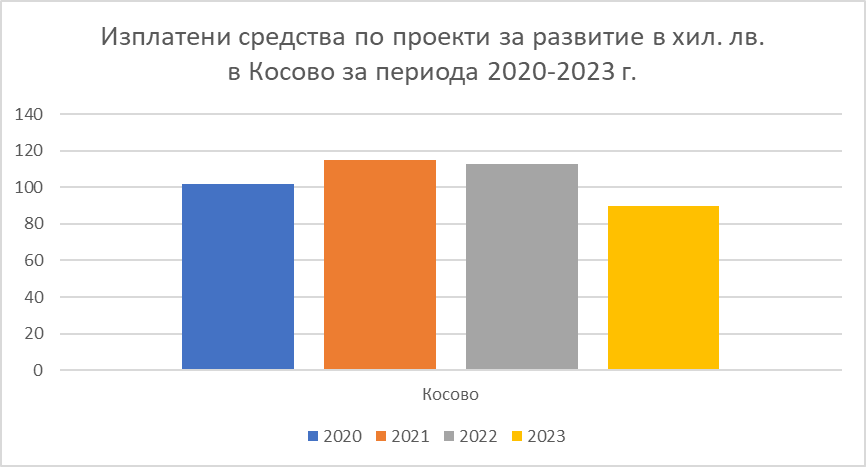 Изплатени средства по проекти за развитие в хил. лв.
в Косово за периода 2020-2023 г.
140
120
100
80
60
40
20
0
Косово
2020 2021 2022 2023